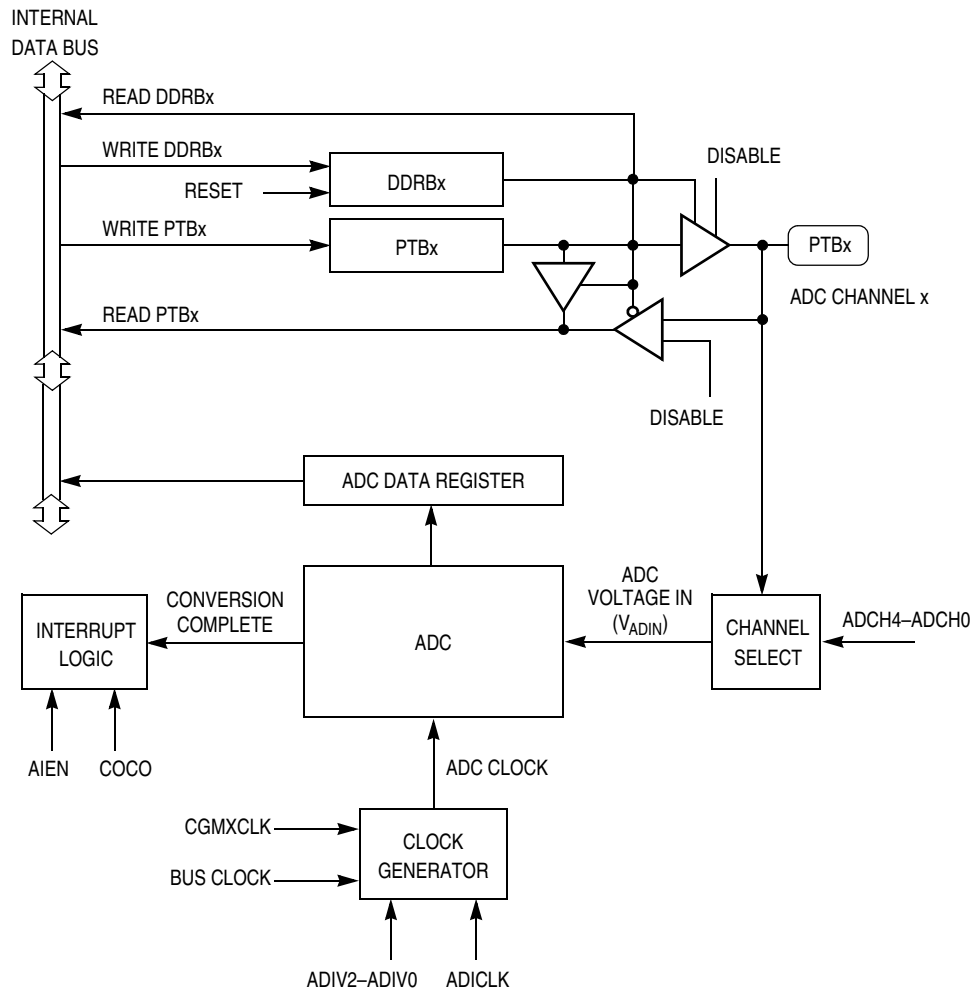 INTERNAL
DATA BUS
READ DDRBx
WRITE DDRBx
DISABLE
RESET
DDRBx
WRITE PTBx
PTBx
PTBx
ADC CHANNEL x
READ PTBx
DISABLE
ADC DATA REGISTER
INTERRUPT
LOGIC
CONVERSION
COMPLETE
ADC
ADC
VOLTAGE IN
(VADIN)
CHANNEL
SELECT
ADCH4–ADCH0
AIEN
COCO
ADC CLOCK
CGMXCLK
BUS CLOCK
CLOCK
GENERATOR
ADIV2–ADIV0
ADICLK